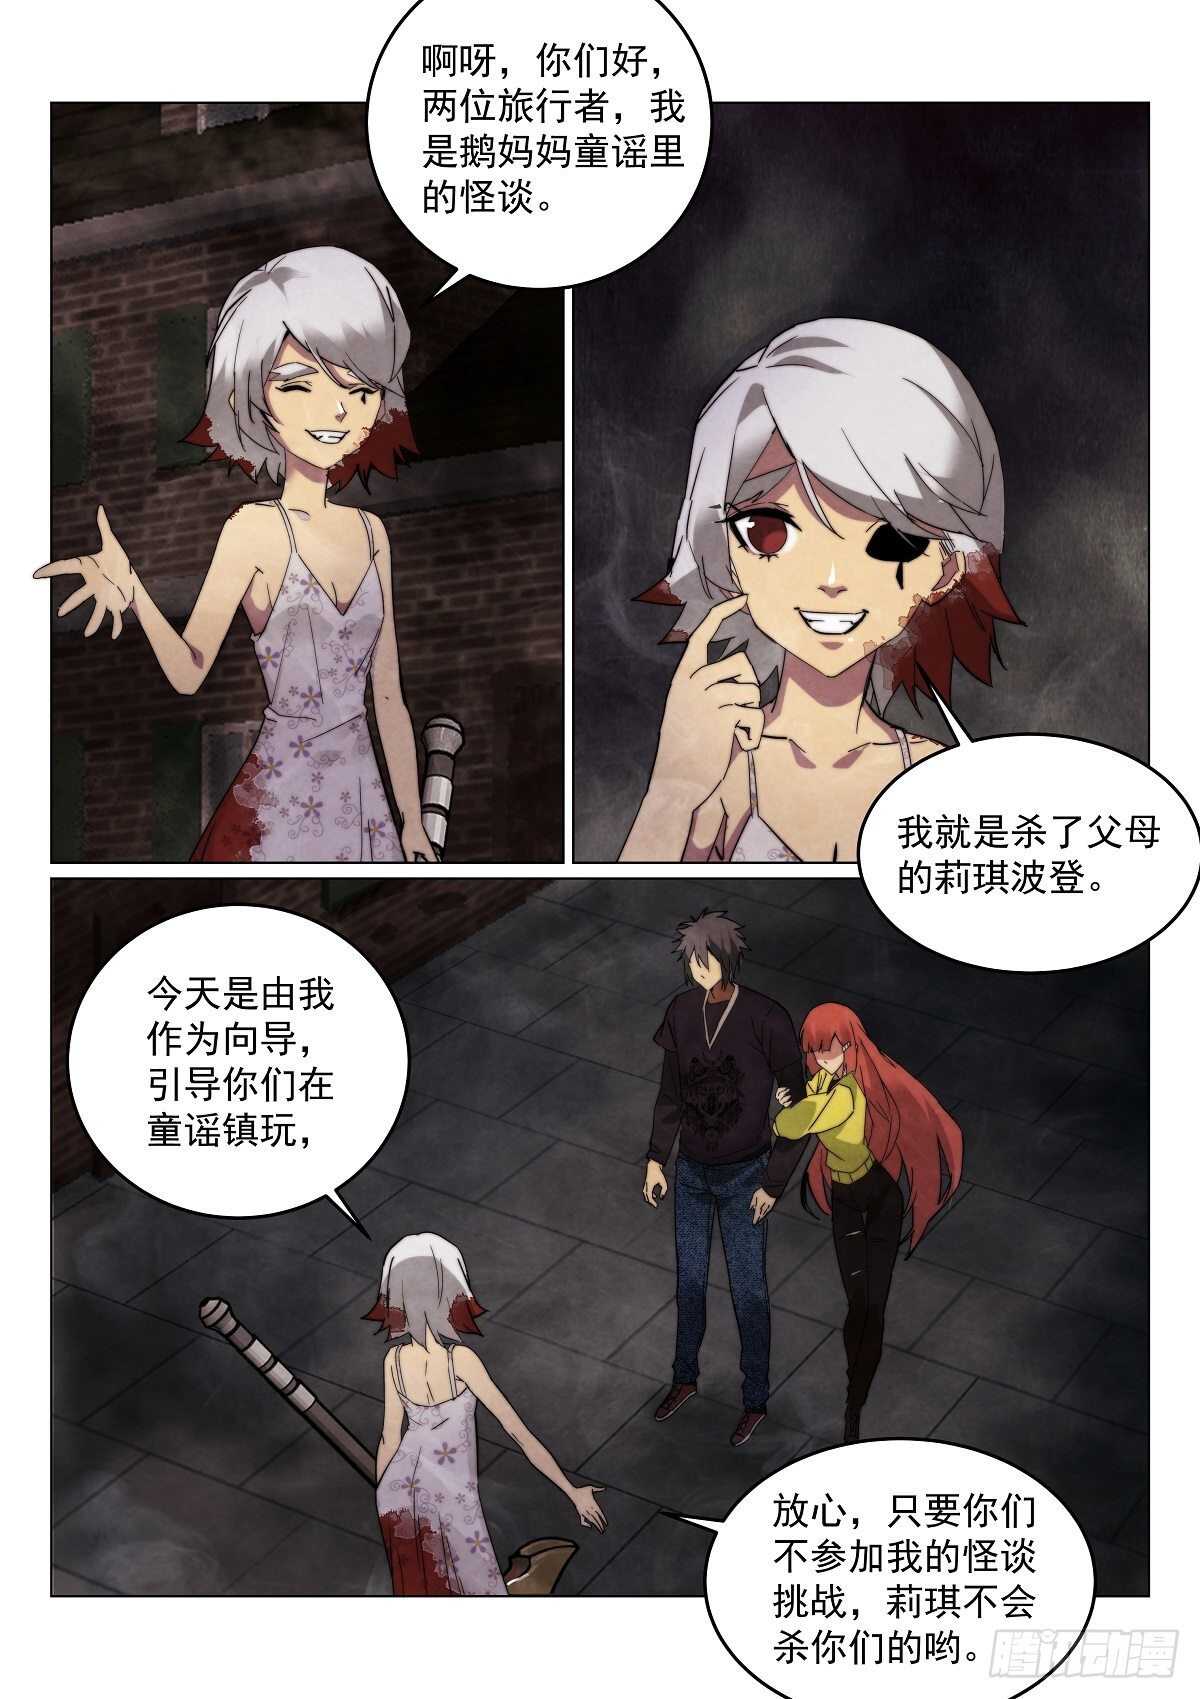 啊呀，你们好，
两位旅行者，我
是鹅妈妈童谣里
的怪谈。
我就是杀了父母
的莉琪波登。
今天是由我
作为向导，
引导你们在
童谣镇玩，
放心，只要你们
不参加我的怪谈
挑战，莉琪不会
杀你们的哟。
腾讯动漫